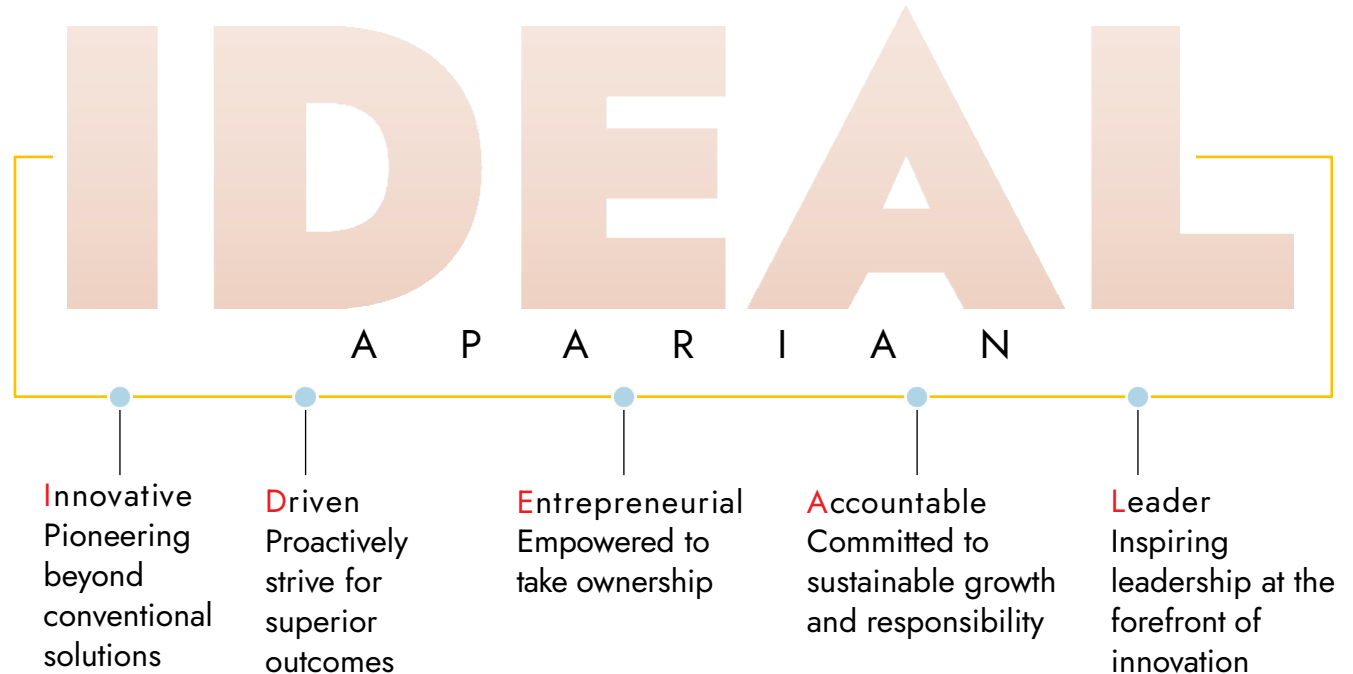 IDEAL
APARIAN
Innovative
Pioneering
beyond
conventional
solutions
Driven
Proactively
strive for
superior
outcomes
Entrepreneurial
Empowered to
take ownership
Accountable
Committed to
sustainable growth
and responsibility
Leader
Inspiring
leadership at the
forefront of
innovation